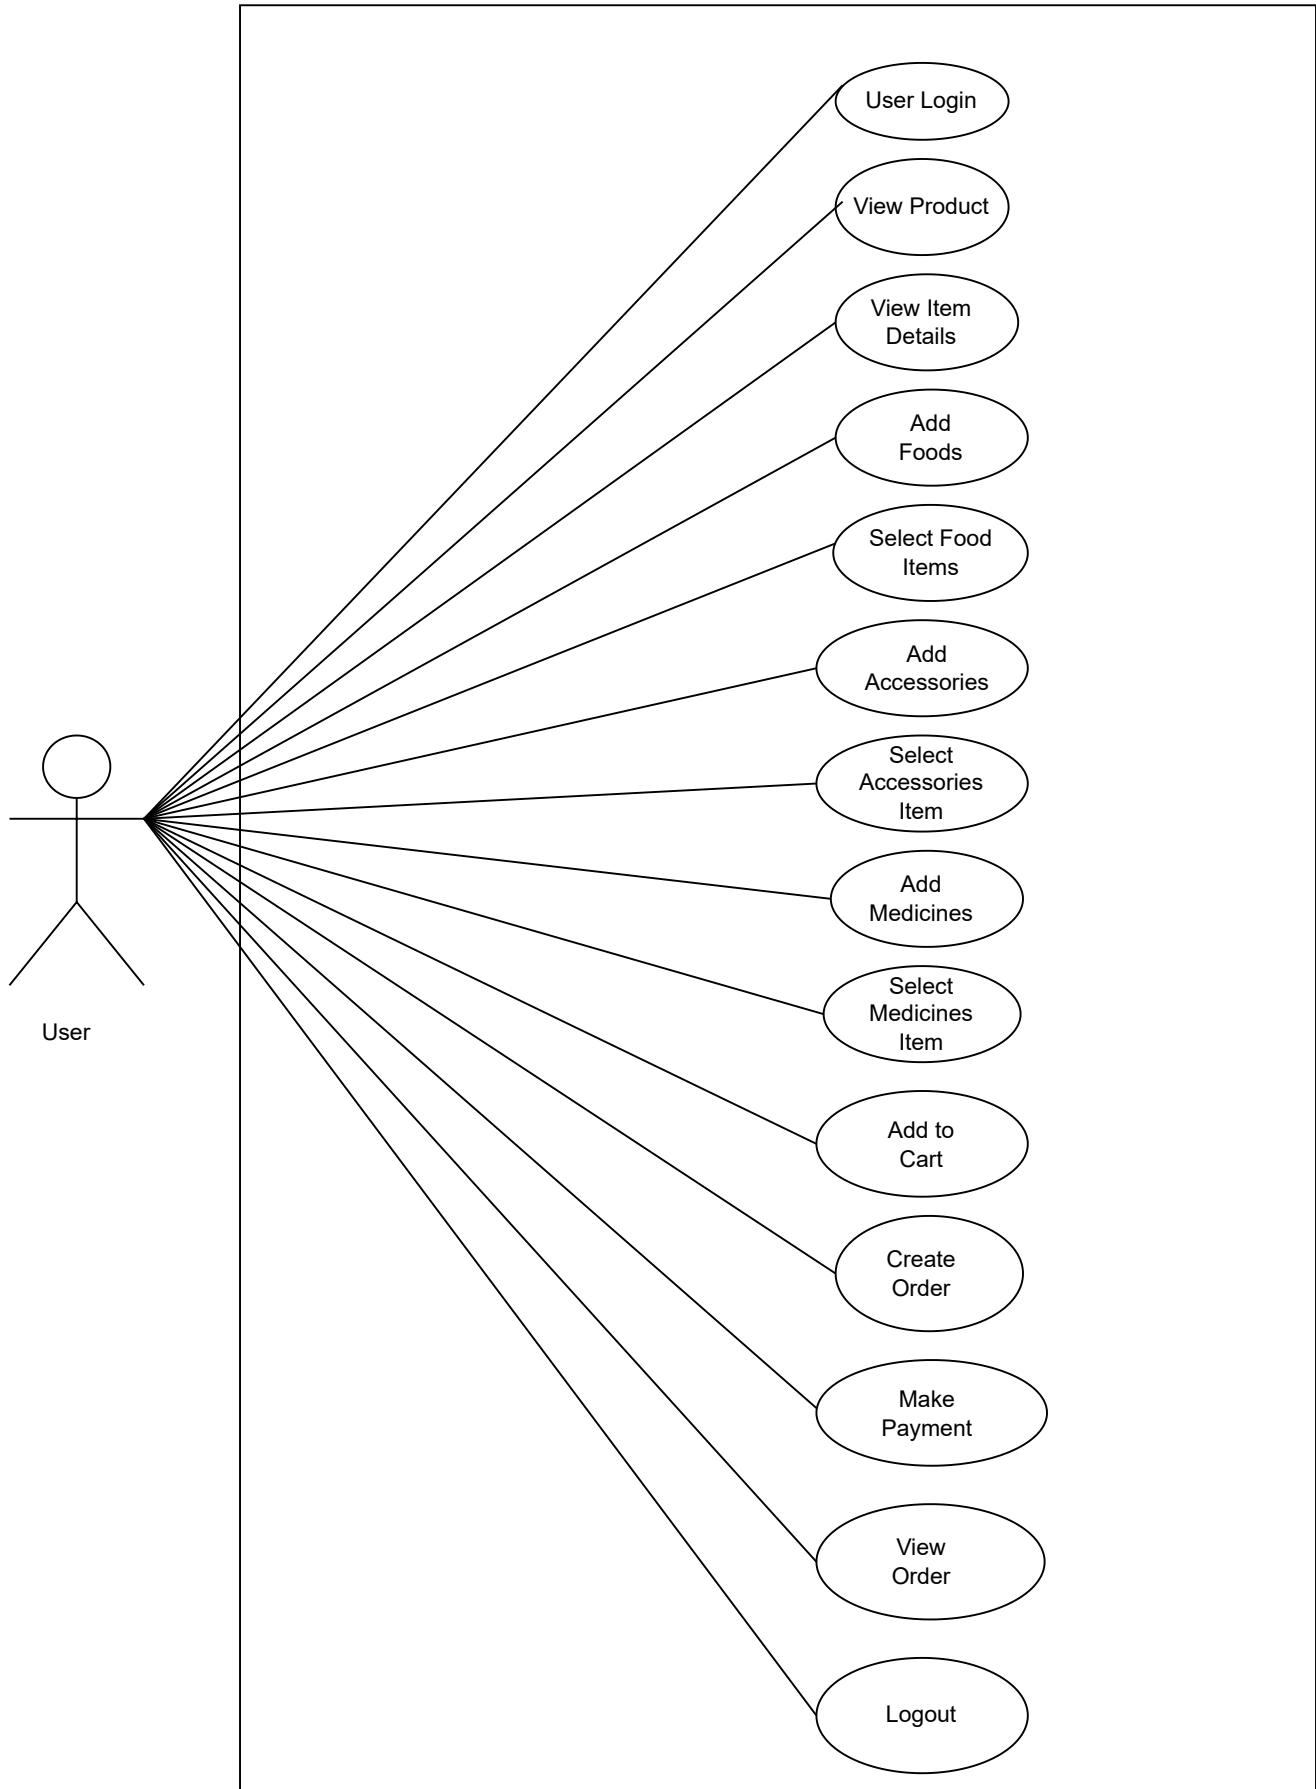 User Login
View Product
View Item
Details
Add
Foods
Select Food
Items
Add
Accessories
Select
Accessories
Item
Add
Medicines
Select
Medicines
Item
User
Add to
Cart
Create
Order
Make
Payment
View
Order
Logout